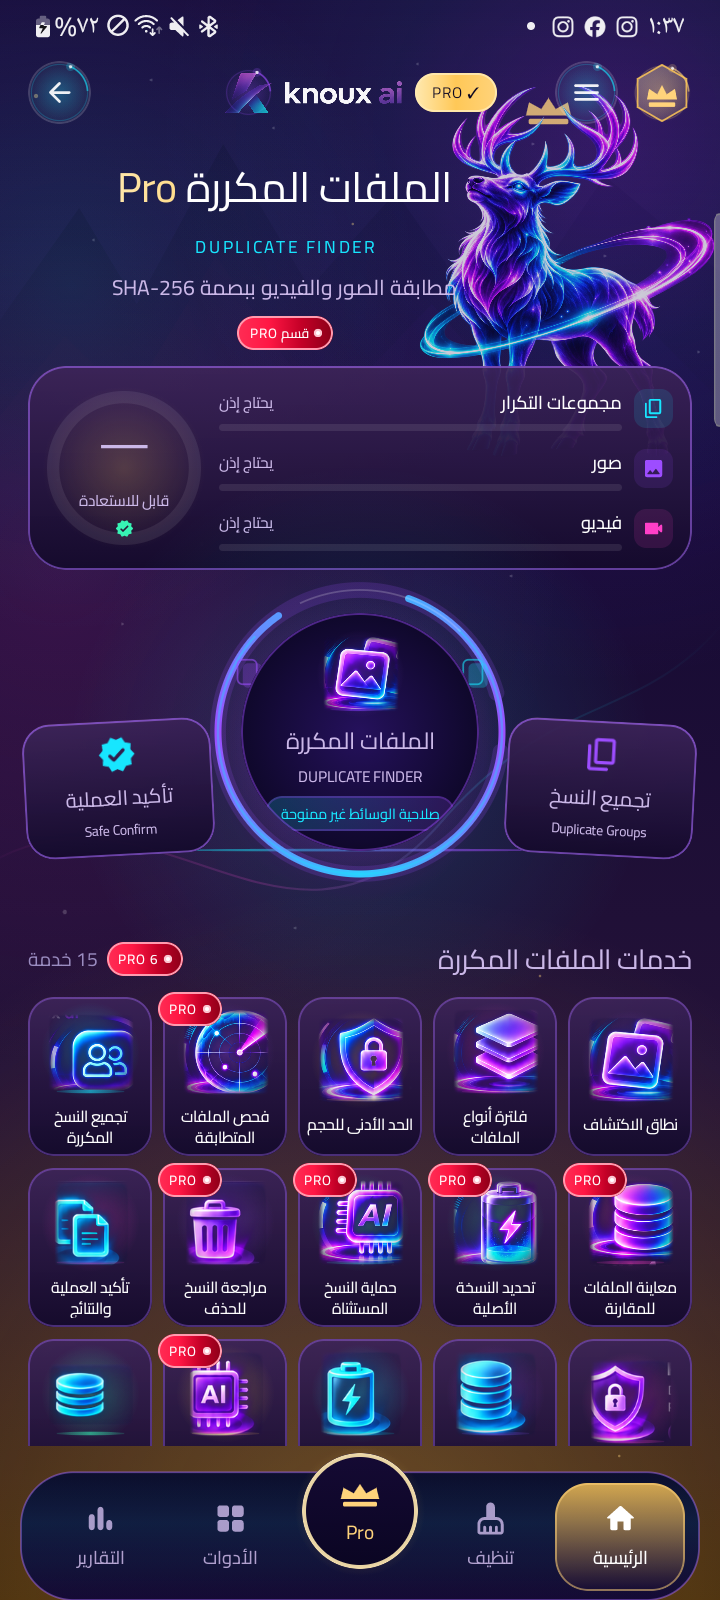 ١:٣٧
%٧٢
knoux ai
PRO ✓
الملفات المكررة Pro
DUPLICATE FINDER
مطابقة الصور والفيديو ببصمة SHA-256
قسم PRO
مجموعات التكرار
يحتاج إذن
صور
يحتاج إذن
فيديو
يحتاج إذن
—
قابل للاستعادة
الملفات المكررة
DUPLICATE FINDER
صلاحية الوسائط غير ممنوحة
تجميع النسخ
Duplicate Groups
تأكيد العملية
Safe Confirm
خدمات الملفات المكررة
PRO 6
15 خدمة
نطاق الاكتشاف
فلترة أنواع
الملفات
الحد الأدنى للحجم
PRO
فحص الملفات
المتطابقة
تجميع النسخ
المكررة
PRO
معاينة الملفات
للمقارنة
PRO
تحديد النسخة
الأصلية
PRO
AI
حماية النسخ
المستثناة
PRO
مراجعة النسخ
للحذف
تأكيد العملية
والنتائج
PRO
AI
الرئيسية
تنظيف
Pro
الأدوات
التقارير